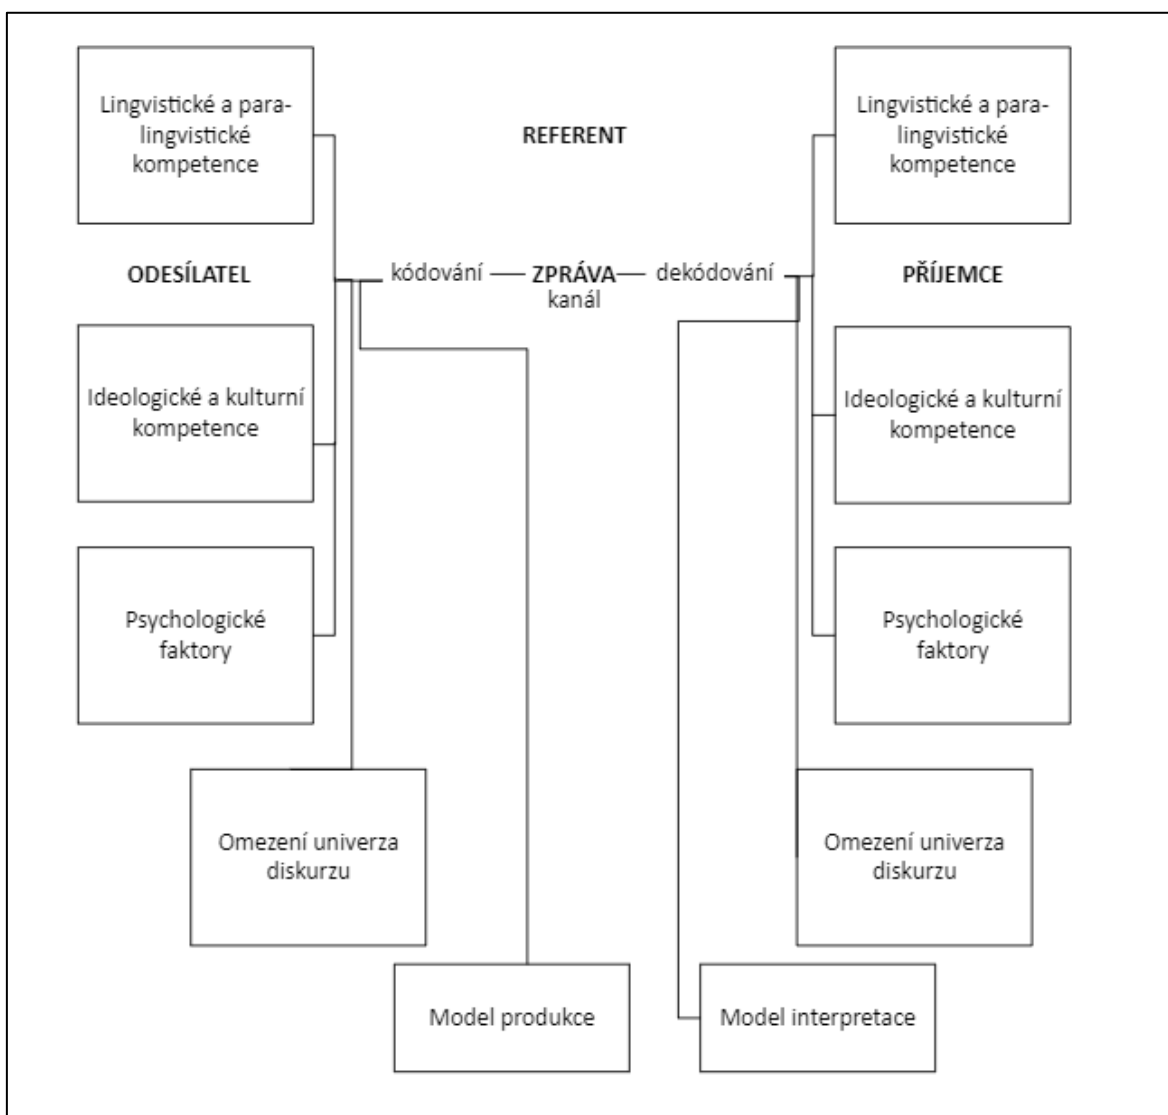 Lingvistické a para-
lingvistické
kompetence
REFERENT
Lingvistické a para-
lingvistické
kompetence
ODESÍLATEL
kódování
ZPRÁVA
kanál
dekódování
PŘÍJEMCE
Ideologické a kulturní
kompetence
Ideologické a kulturní
kompetence
Psychologické
faktory
Psychologické
faktory
Omezení univerza
diskurzu
Omezení univerza
diskurzu
Model produkce
Model interpretace